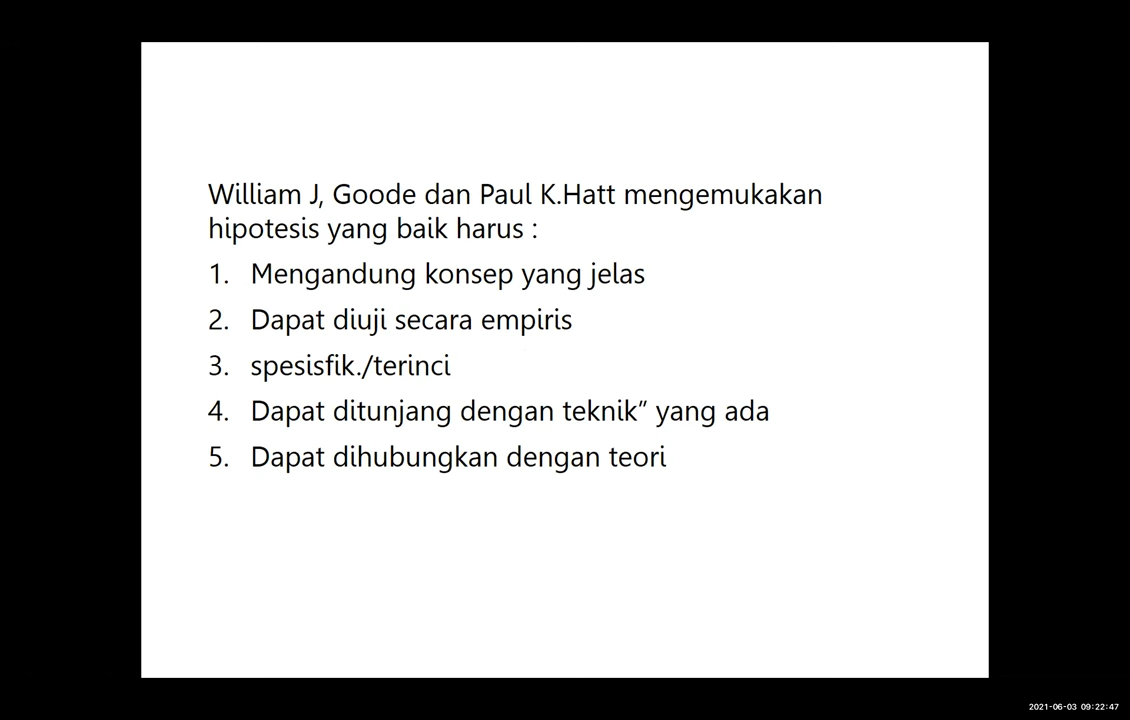 William J, Goode dan Paul K.Hatt mengemukakan
hipotesis yang baik harus :
1. Mengandung konsep yang jelas
2. Dapat diuji secara empiris
3. spesisfik./terinci
4. Dapat ditunjang dengan teknik” yang ada
5. Dapat dihubungkan dengan teori
2021-06-03 09:22:47